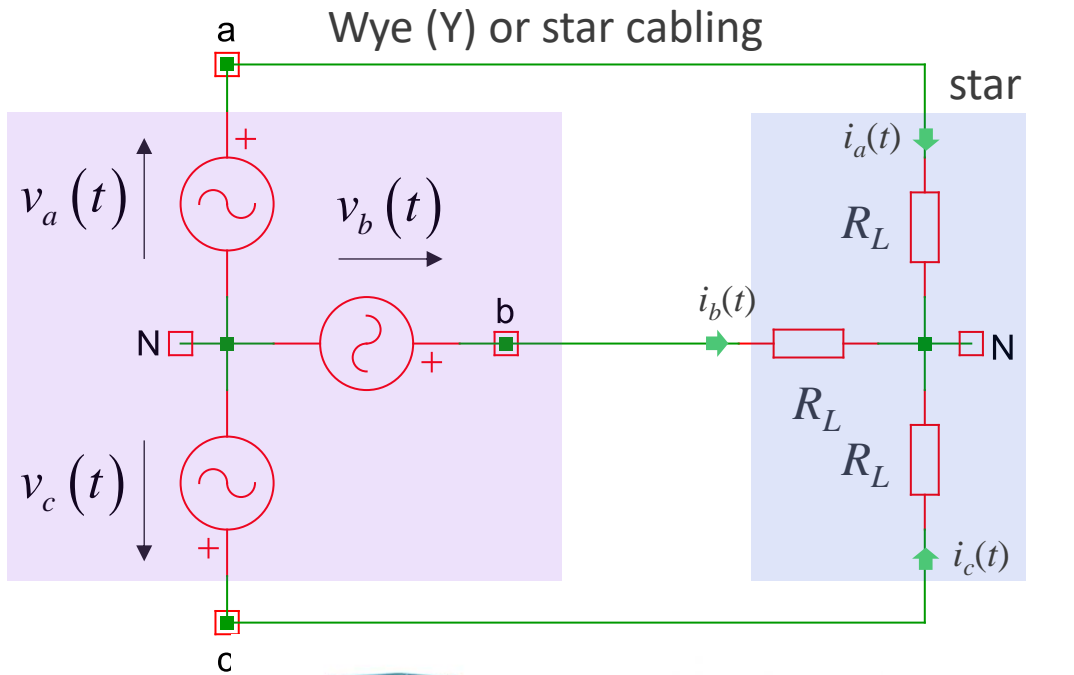 Wye (Y) or star cabling
a
star
+
i_a(t)
v_a(t)
v_b(t)
R_L
i_b(t)
b
N
+
N
R_L
R_L
v_c(t)
+
i_c(t)
c